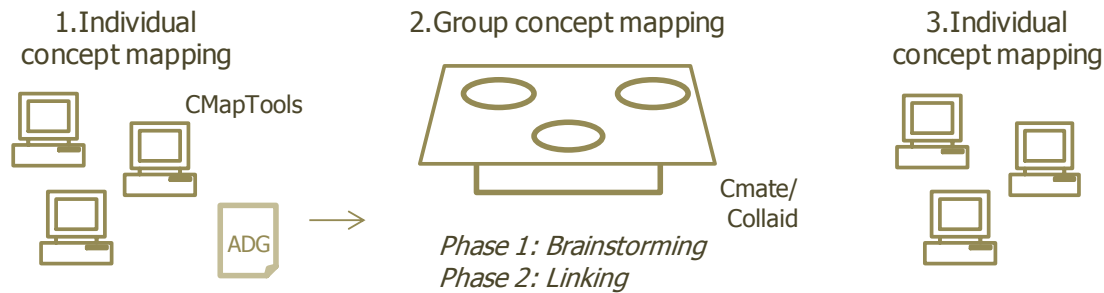 1.Individual
concept mapping
CMapTools
ADG
2.Group concept mapping
Cmate/
Collaid
Phase 1: Brainstorming
Phase 2: Linking
3.Individual
concept mapping